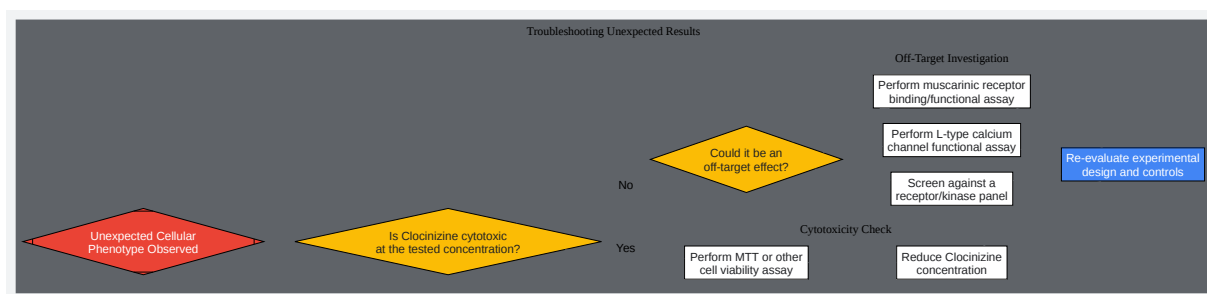 Troubleshooting Unexpected Results
Off-Target Investigation
Perform muscarinic receptor
binding/functional assay
Perform L-type calcium
channel functional assay
Could it be an
off-target effect?
Re-evaluate experimental
design and controls
Screen against a
receptor/kinase panel
No
Unexpected Cellular
Phenotype Observed
Is Clocinizine cytotoxic
at the tested concentration?
Yes
Cytotoxicity Check
Perform MTT or other
cell viability assay
Reduce Clocinizine
concentration